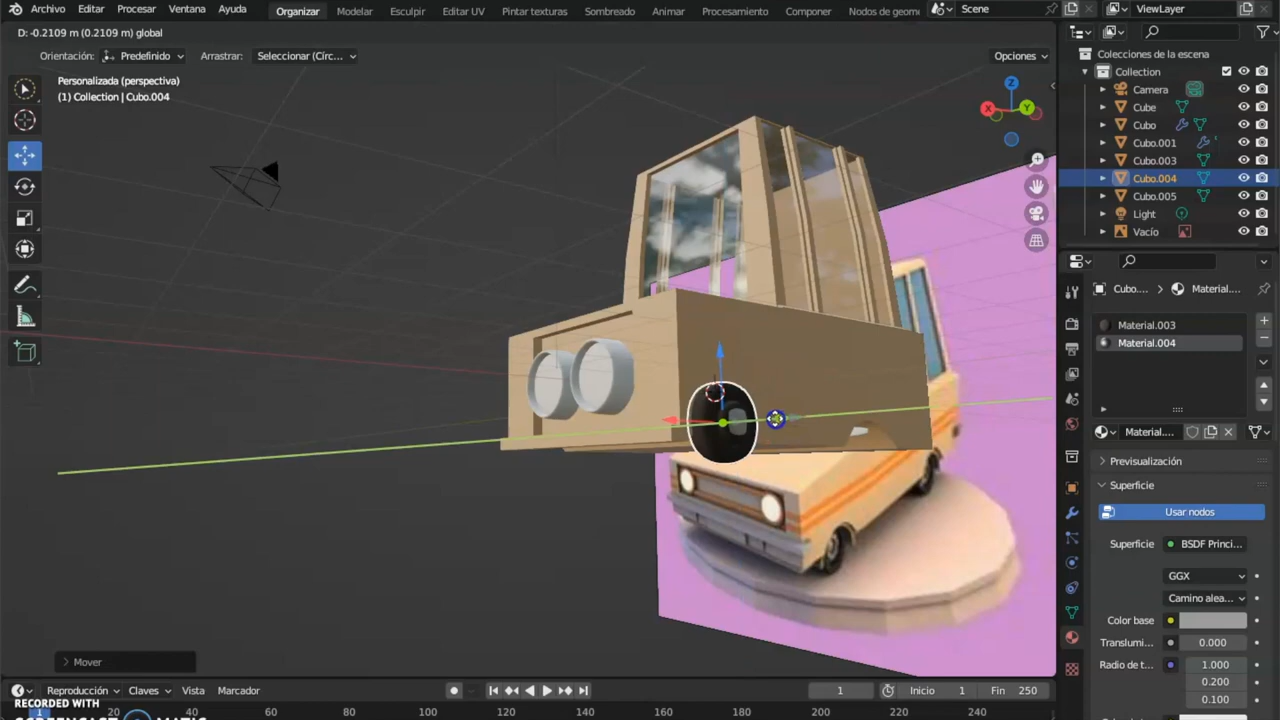 Archivo Editar Procesar Ventana Ayuda Organizar Modelar Esculpir Editar UV Pintar texturas Sombreado Animar Procesamiento Componer Nodos de geome Scene ViewLayer
D: -0.2109 m (0.2109 m) global
Orientación: Predefinido Arrastrar: Seleccionar (Círc... Opciones
Personalizada (perspectiva)
(1) Collection | Cubo.004
Z
X Y
Colecciones de la escena
Collection
Camera
Cube
Cubo
Cubo.001
Cubo.003
Cubo.004
Cubo.005
Light
Vacío
Cubo.... Material....
Material.003
Material.004
Material....
Previsualización
Superficie
Usar nodos
Superficie BSDF Princi...
GGX
Camino alea...
Color base
Translumi... 0.000
Radio de t... 1.000
0.200
0.100
Mover
Reproducción Claves Vista Marcador 1 Inicio 1 Fin 250
RECORDED WITH
1 20 40 60 80 100 120 140 160 180 200 220 240